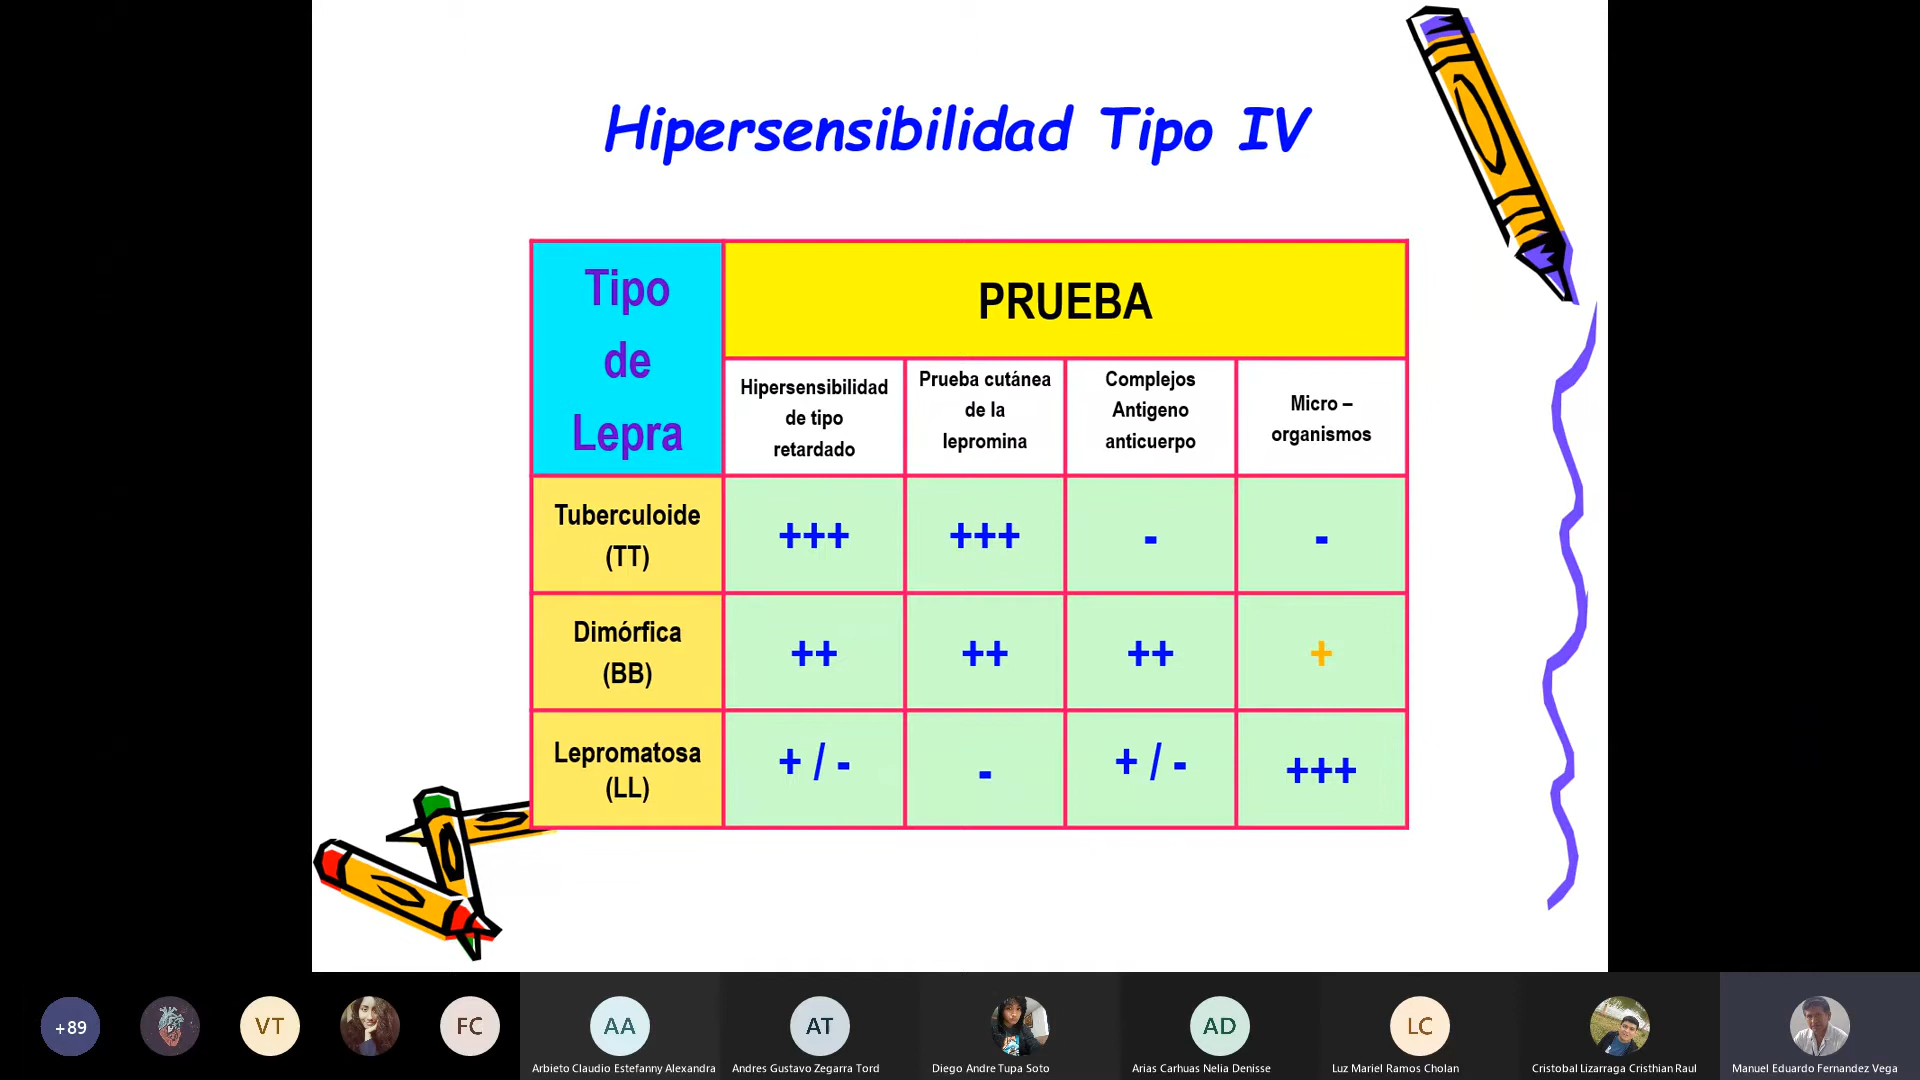 Hipersensibilidad Tipo IV
Tipo
de
Lepra
PRUEBA
Hipersensibilidad
de tipo
retardado
Prueba cutánea
de la
lepromina
Complejos
Antigeno
anticuerpo
Micro –
organismos
Tuberculoide
(TT)
+++
+++
-
-
Dimórfica
(BB)
++
++
++
+
Lepromatosa
(LL)
+ / -
-
+ / -
+++
+89
VT
FC
AA
Arbieto Claudio Estefanny Alexandra
AT
Andres Gustavo Zegarra Tord
Diego Andre Tupa Soto
AD
Arias Carhuas Nelia Denisse
LC
Luz Mariel Ramos Cholan
Cristobal Lizarraga Cristhian Raul
Manuel Eduardo Fernandez Vega